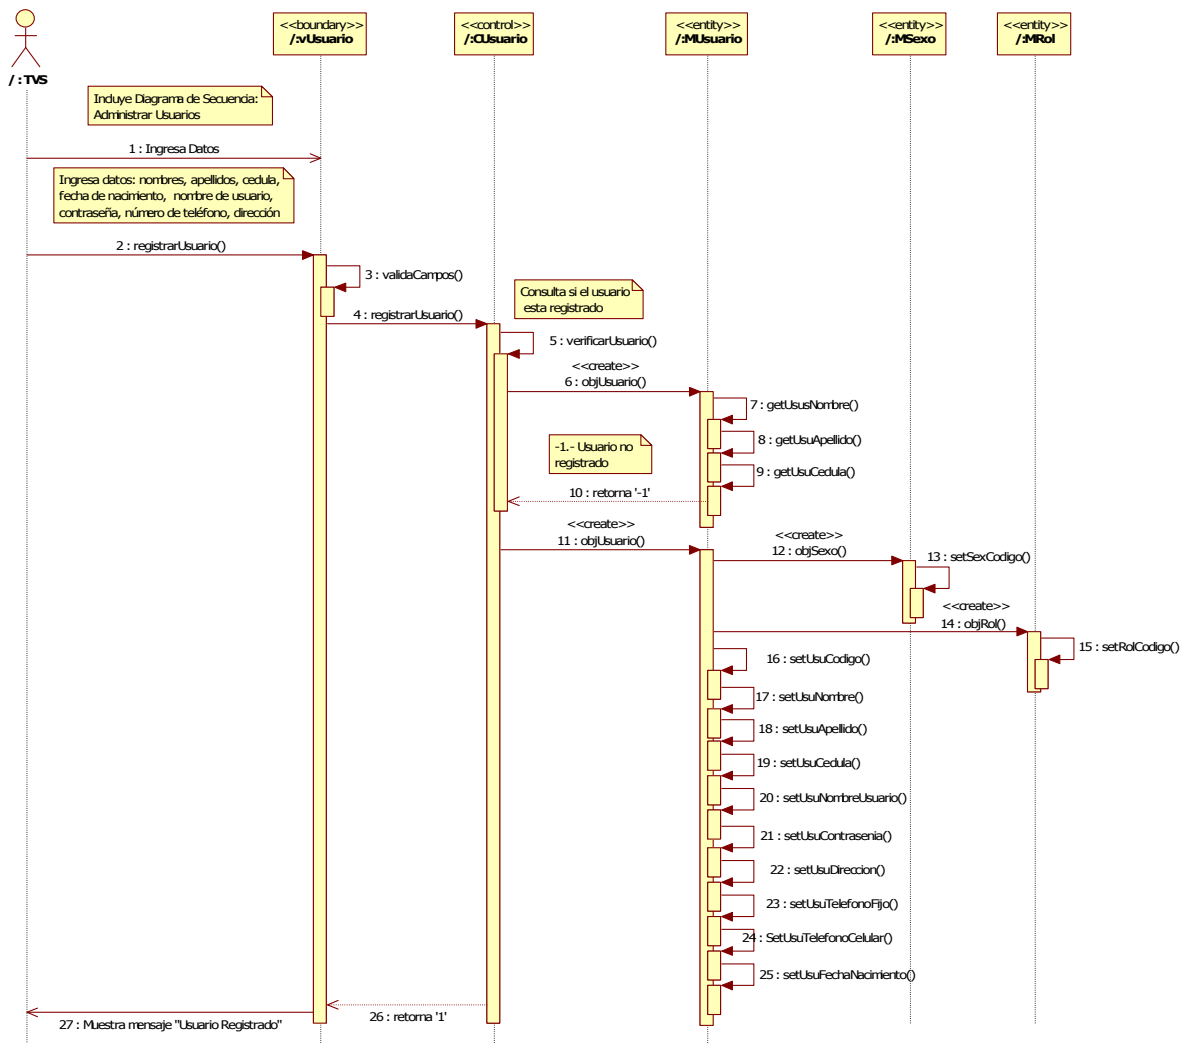 <<boundary>>
/:vUsuario
<<control>>
/:CUsuario
<<entity>>
/:MUsuario
<<entity>>
/:MSexo
<<entity>>
/:MRol
/ : TVS
Incluye Diagrama de Secuencia:
Administrar Usuarios
1 : Ingresa Datos
Ingresa datos: nombres, apellidos, cedula,
fecha de nacimiento, nombre de usuario,
contraseña, número de teléfono, dirección
2 : registrarUsuario()
3 : validaCampos()
Consulta si el usuario
esta registrado
4 : registrarUsuario()
5 : verificarUsuario()
<<create>>
6 : objUsuario()
7 : getUsusNombre()
8 : getUsuApellido()
-1.- Usuario no
registrado
9 : getUsuCedula()
10 : retorna '-1'
<<create>>
11 : objUsuario()
<<create>>
12 : objSexo()
13 : setSexCodigo()
<<create>>
14 : objRol()
15 : setRolCodigo()
16 : setUsuCodigo()
17 : setUsuNombre()
18 : setUsuApellido()
19 : setUsuCedula()
20 : setUsuNombreUsuario()
21 : setUsuContrasenia()
22 : setUsuDireccion()
23 : setUsuTelefonoFijo()
24 : SetUsuTelefonoCelular()
25 : setUsuFechaNacimiento()
26 : retorna '1'
27 : Muestra mensaje "Usuario Registrado"